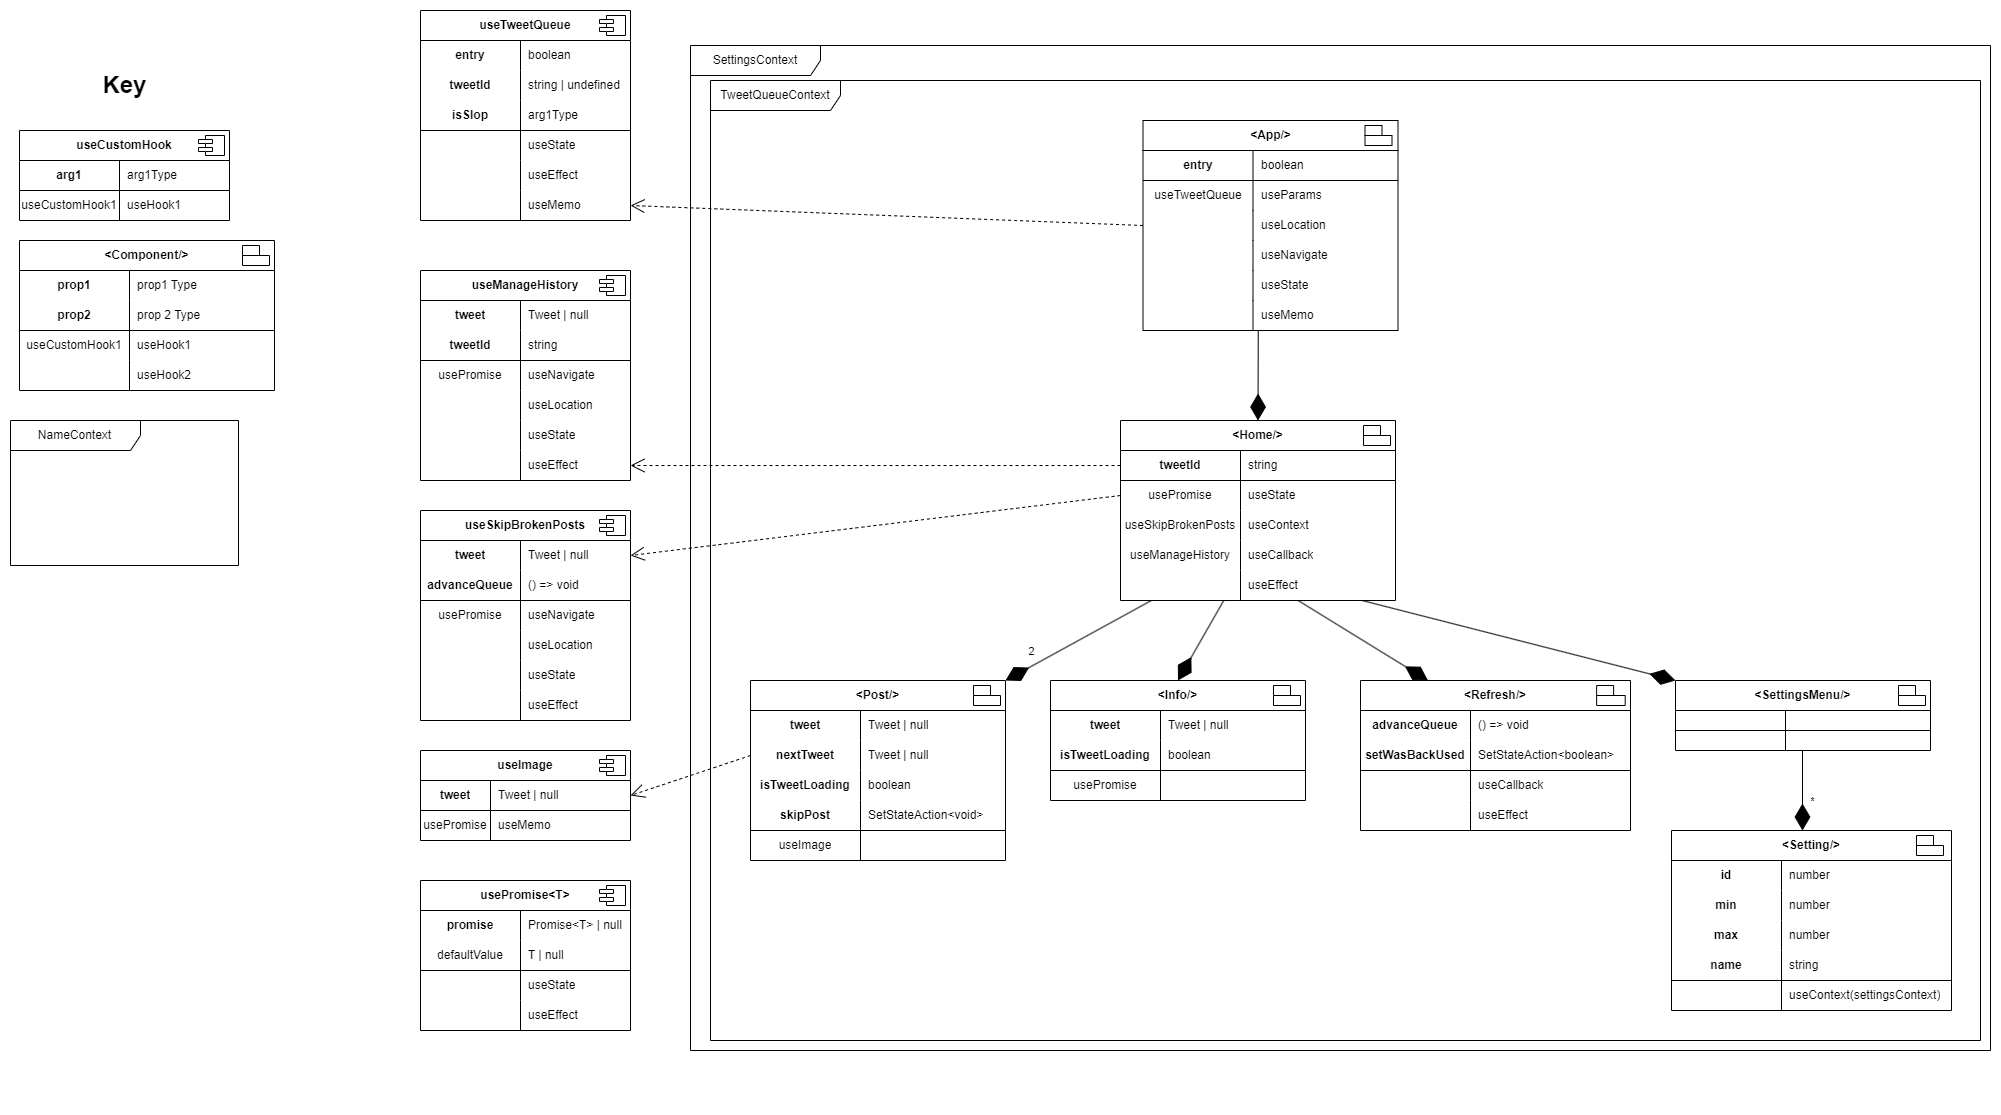 Key
useCustomHook
arg1 arg1Type
useCustomHook1 useHook1
<Component/>
prop1 prop1 Type
prop2 prop 2 Type
useCustomHook1 useHook1
useHook2
NameContext
useTweetQueue
entry boolean
tweetId string | undefined
isSlop arg1Type
useState
useEffect
useMemo
useManageHistory
tweet Tweet | null
tweetId string
usePromise useNavigate
useLocation
useState
useEffect
useSkipBrokenPosts
tweet Tweet | null
advanceQueue () => void
usePromise useNavigate
useLocation
useState
useEffect
useImage
tweet Tweet | null
usePromise useMemo
usePromise<T>
promise Promise<T> | null
defaultValue T | null
useState
useEffect
SettingsContext
TweetQueueContext
<App/>
entry boolean
useTweetQueue useParams
useLocation
useNavigate
useState
useMemo
<Home/>
tweetId string
usePromise useState
useSkipBrokenPosts useContext
useManageHistory useCallback
useEffect
2
<Post/>
tweet Tweet | null
nextTweet Tweet | null
isTweetLoading boolean
skipPost SetStateAction<void>
useImage
<Info/>
tweet Tweet | null
isTweetLoading boolean
usePromise
<Refresh/>
advanceQueue () => void
setWasBackUsed SetStateAction<boolean>
useCallback
useEffect
<SettingsMenu/>
*
<Setting/>
id number
min number
max number
name string
useContext(settingsContext)